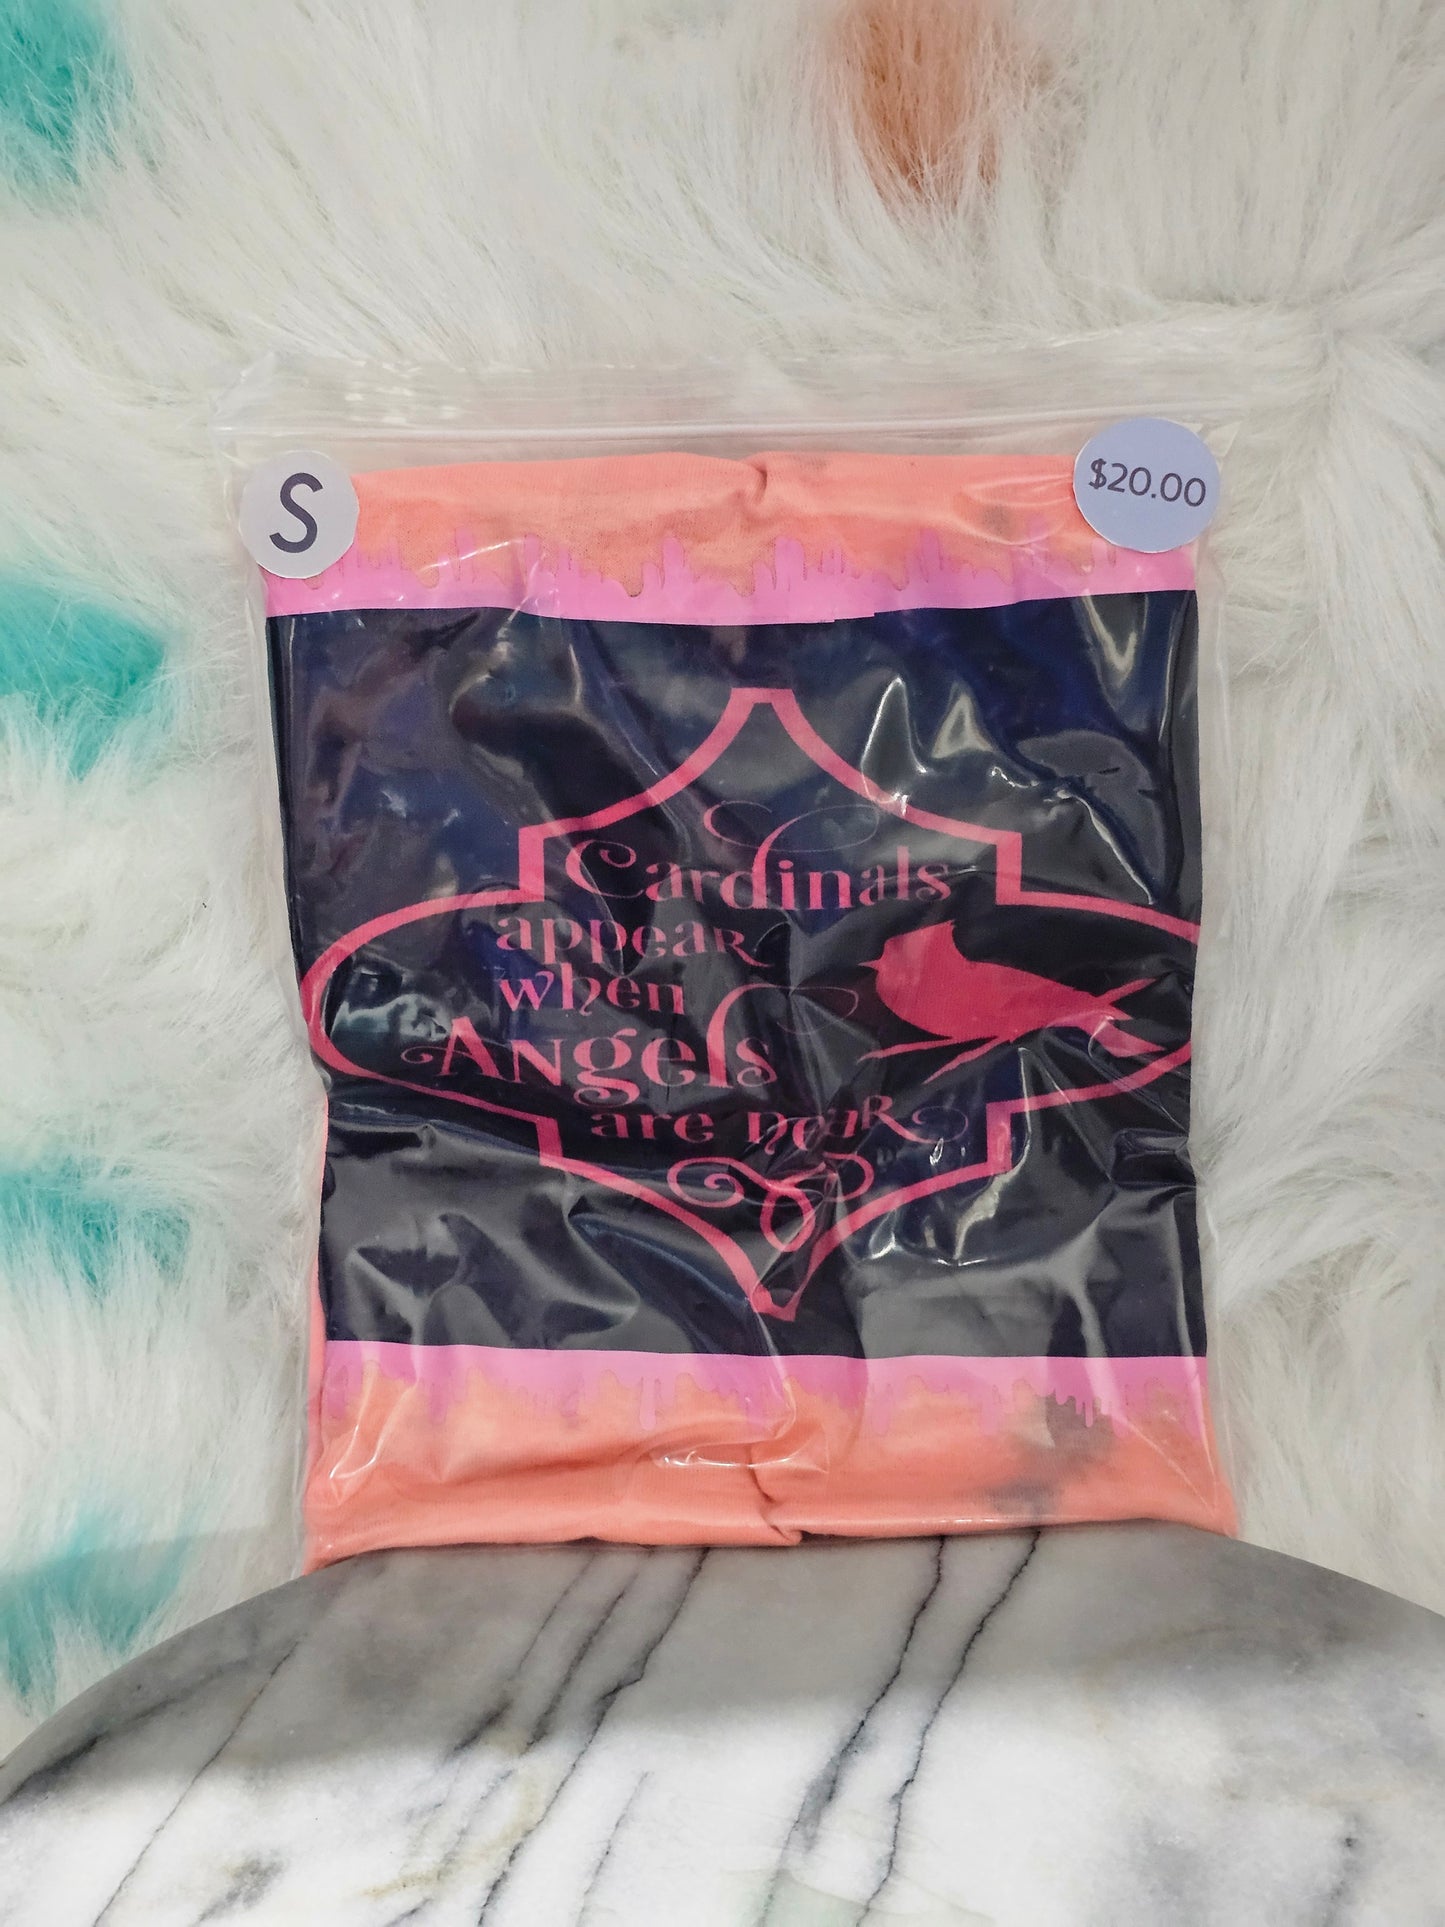 S
$20.00
Cardinals
appear
when
Angels
are near